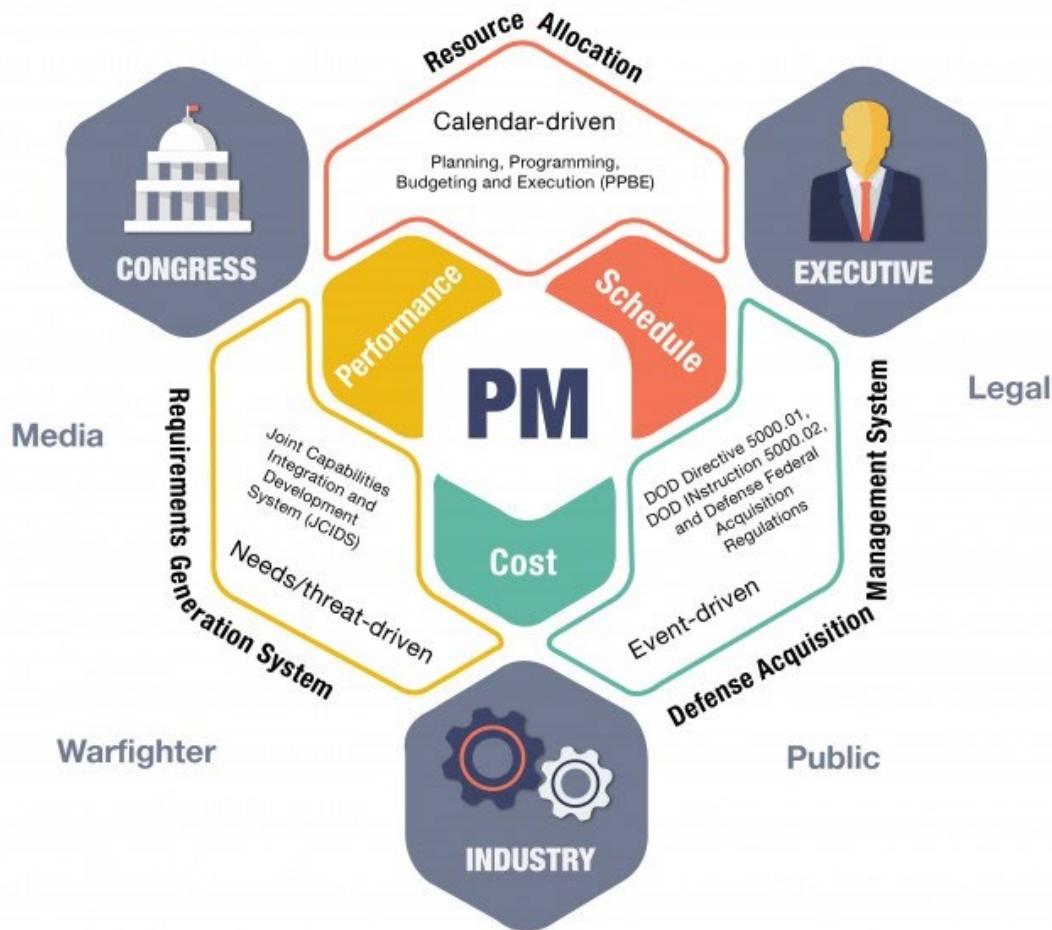 Resource Allocation
Calendar-driven
Planning, Programming,
Budgeting and Execution (PPBE)
CONGRESS
EXECUTIVE
Performance
Schedule
PM
Cost
Media
Legal
Requirements Generation System
Joint Capabilities
Integration and
Development
System (JCIDS)
Needs/threat-driven
DOD Directive 5000.01,
DOD INstruction 5000.02,
and Defense Federal
Acquisition
Regulations
Event-driven
Defense Acquisition Management System
Warfighter
Public
INDUSTRY